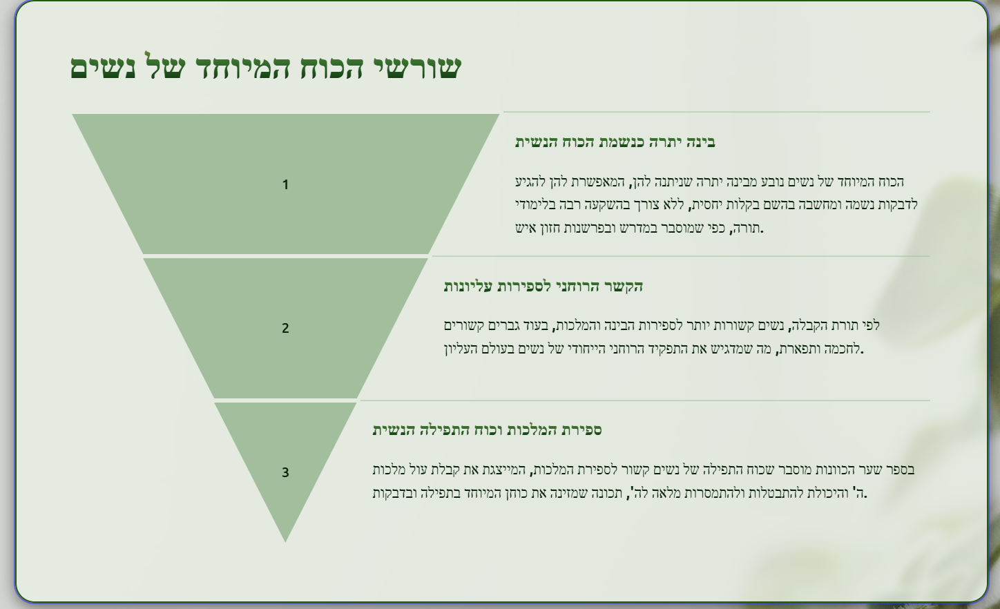 שורשי הכוח המיוחד של נשים
1
בינה יתרה כנשמת הכוח הנשית
הכוח המיוחד של נשים נובע מבינה יתרה שניתנה להן, המאפשרת להן להגיע
לדבקות נשמה ומחשבה בהשם בקלות יחסית, ללא צורך בהשקעה רבה בלימודי
תורה, כפי שמוסבר במדרש ובפרשנות חזון איש.
2
הקשר הרוחני לספירות עליונות
לפי תורת הקבלה, נשים קשורות יותר לספירות הבינה והמלכות, בעוד גברים קשורים
לחכמה ותפארת, מה שמדגיש את התפקיד הרוחני הייחודי של נשים בעולם העליון.
3
ספירת המלכות וכוח התפילה הנשית
בספר שער הכוונות מוסבר שכוח התפילה של נשים קשור לספירת המלכות, המייצגת את קבלת עול מלכות
ה' והיכולת להתבטלות ולהתמסרות מלאה לה', תכונה שמזינה את כוחן המיוחד בתפילה ובדבקות.